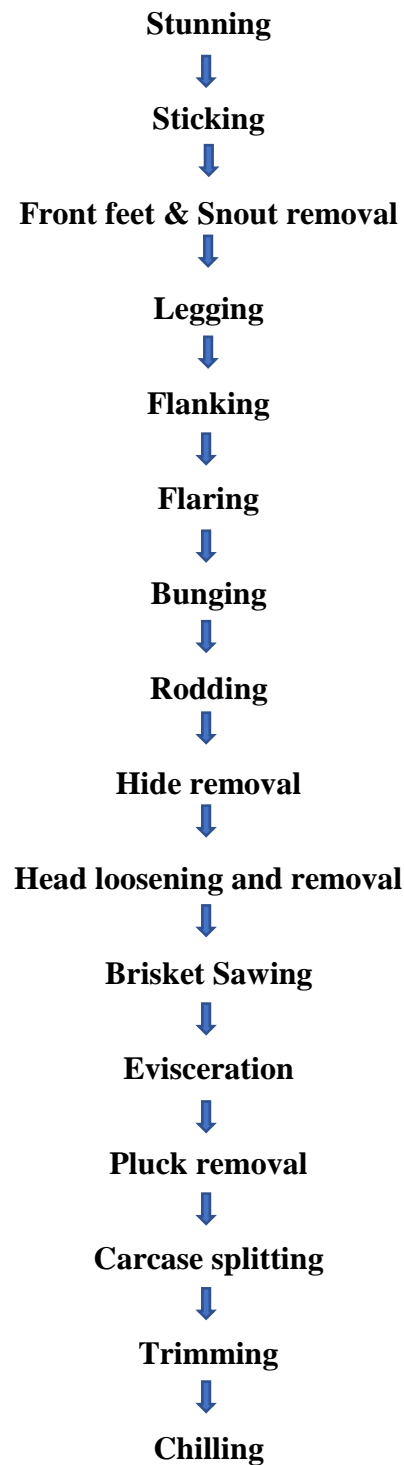 Stunning
Sticking
Front feet & Snout removal
Legging
Flanking
Flaring
Bunging
Rodding
Hide removal
Head loosening and removal
Brisket Sawing
Evisceration
Pluck removal
Carcase splitting
Trimming
Chilling